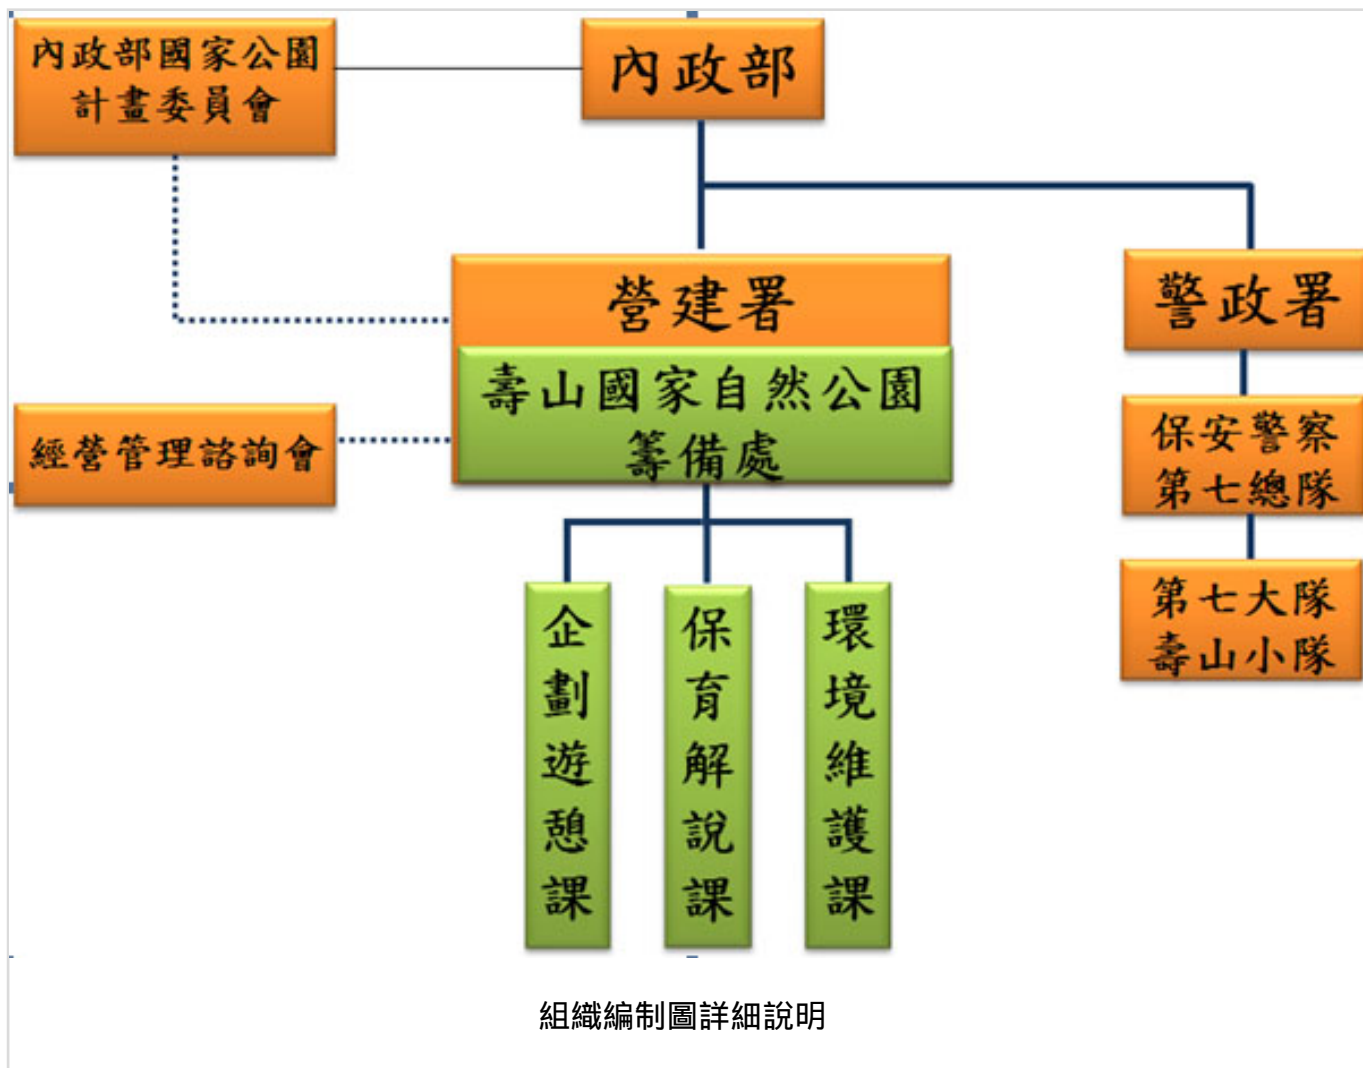 內政部國家公園
計畫委員會
內政部
營建署
壽山國家自然公園
籌備處
經營管理諮詢會
警政署
保安警察
第七總隊
第七大隊
壽山小隊
企劃遊憩課
保育解說課
環境維護課
組織編制圖詳細說明